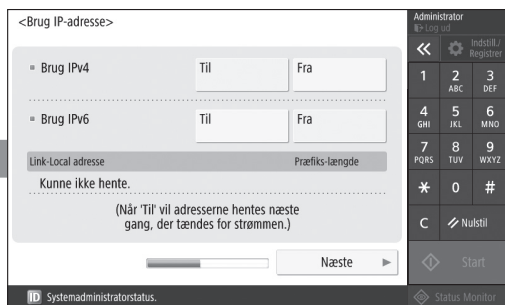 <Brug IP-adresse>
Brug IPv4
Til
Fra
Brug IPv6
Til
Fra
Link-Local adresse
Præfiks-længde
Kunne ikke hente.
(Når 'Til' vil adresserne hentes næste
gang, der tændes for strømmen.)
Næste
ID Systemadministratorstatus.
Administrator
Log ud
Indstill./
Registrer
1
2
ABC
3
DEF
4
GHI
5
JKL
6
MNO
7
PQRS
8
TUV
9
WXYZ
*
0
#
C
Nulstil
Start
Status Monitor